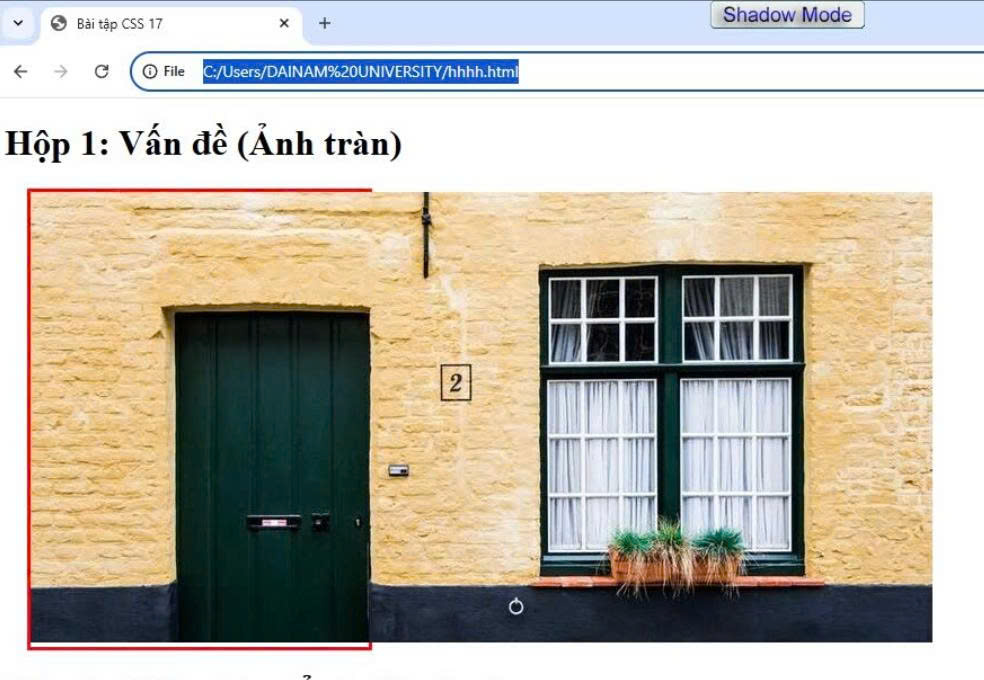 Bài tập CSS 17
Shadow Mode
File C:/Users/DAINAM%20UNIVERSITY/hhhh.html
Hộp 1: Vấn đề (Ảnh tràn)
2